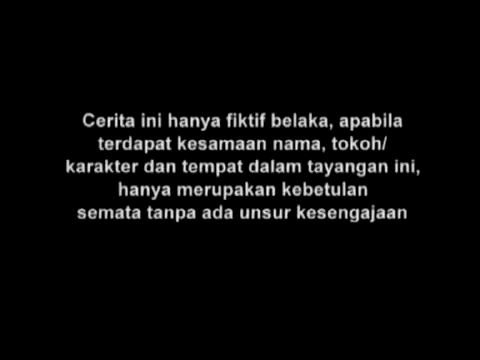 Cerita ini hanya fiktif belaka, apabila
terdapat kesamaan nama, tokoh/
karakter dan tempat dalam tayangan ini,
hanya merupakan kebetulan
semata tanpa ada unsur kesengajaan